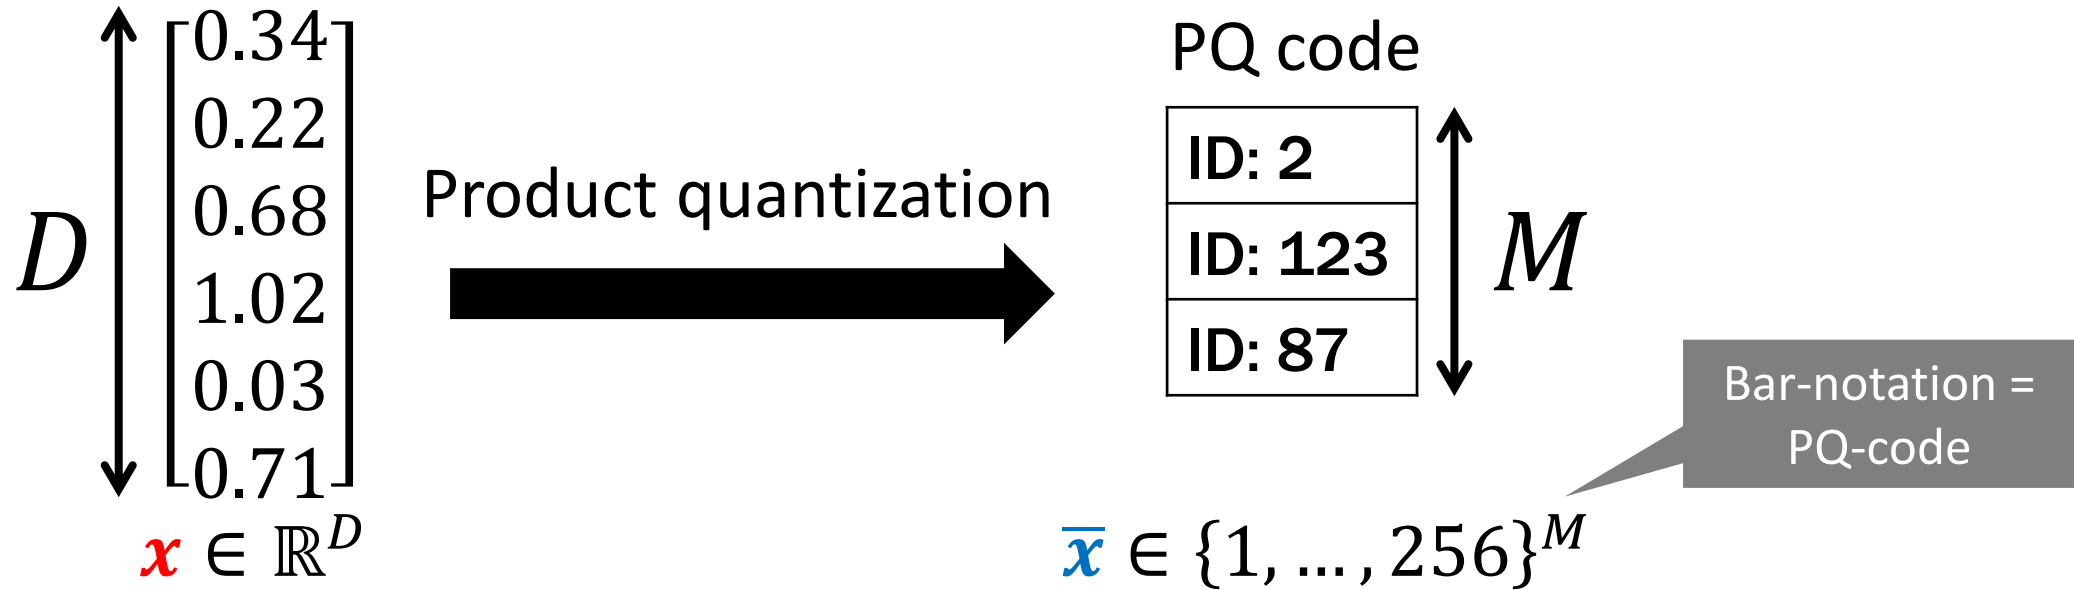 D
0.34
0.22
0.68
1.02
0.03
0.71
x ∈ ℝ^D
Product quantization
PQ code
ID: 2
ID: 123
ID: 87
M
x̅ ∈ {1, … , 256}^M
Bar-notation =
PQ-code